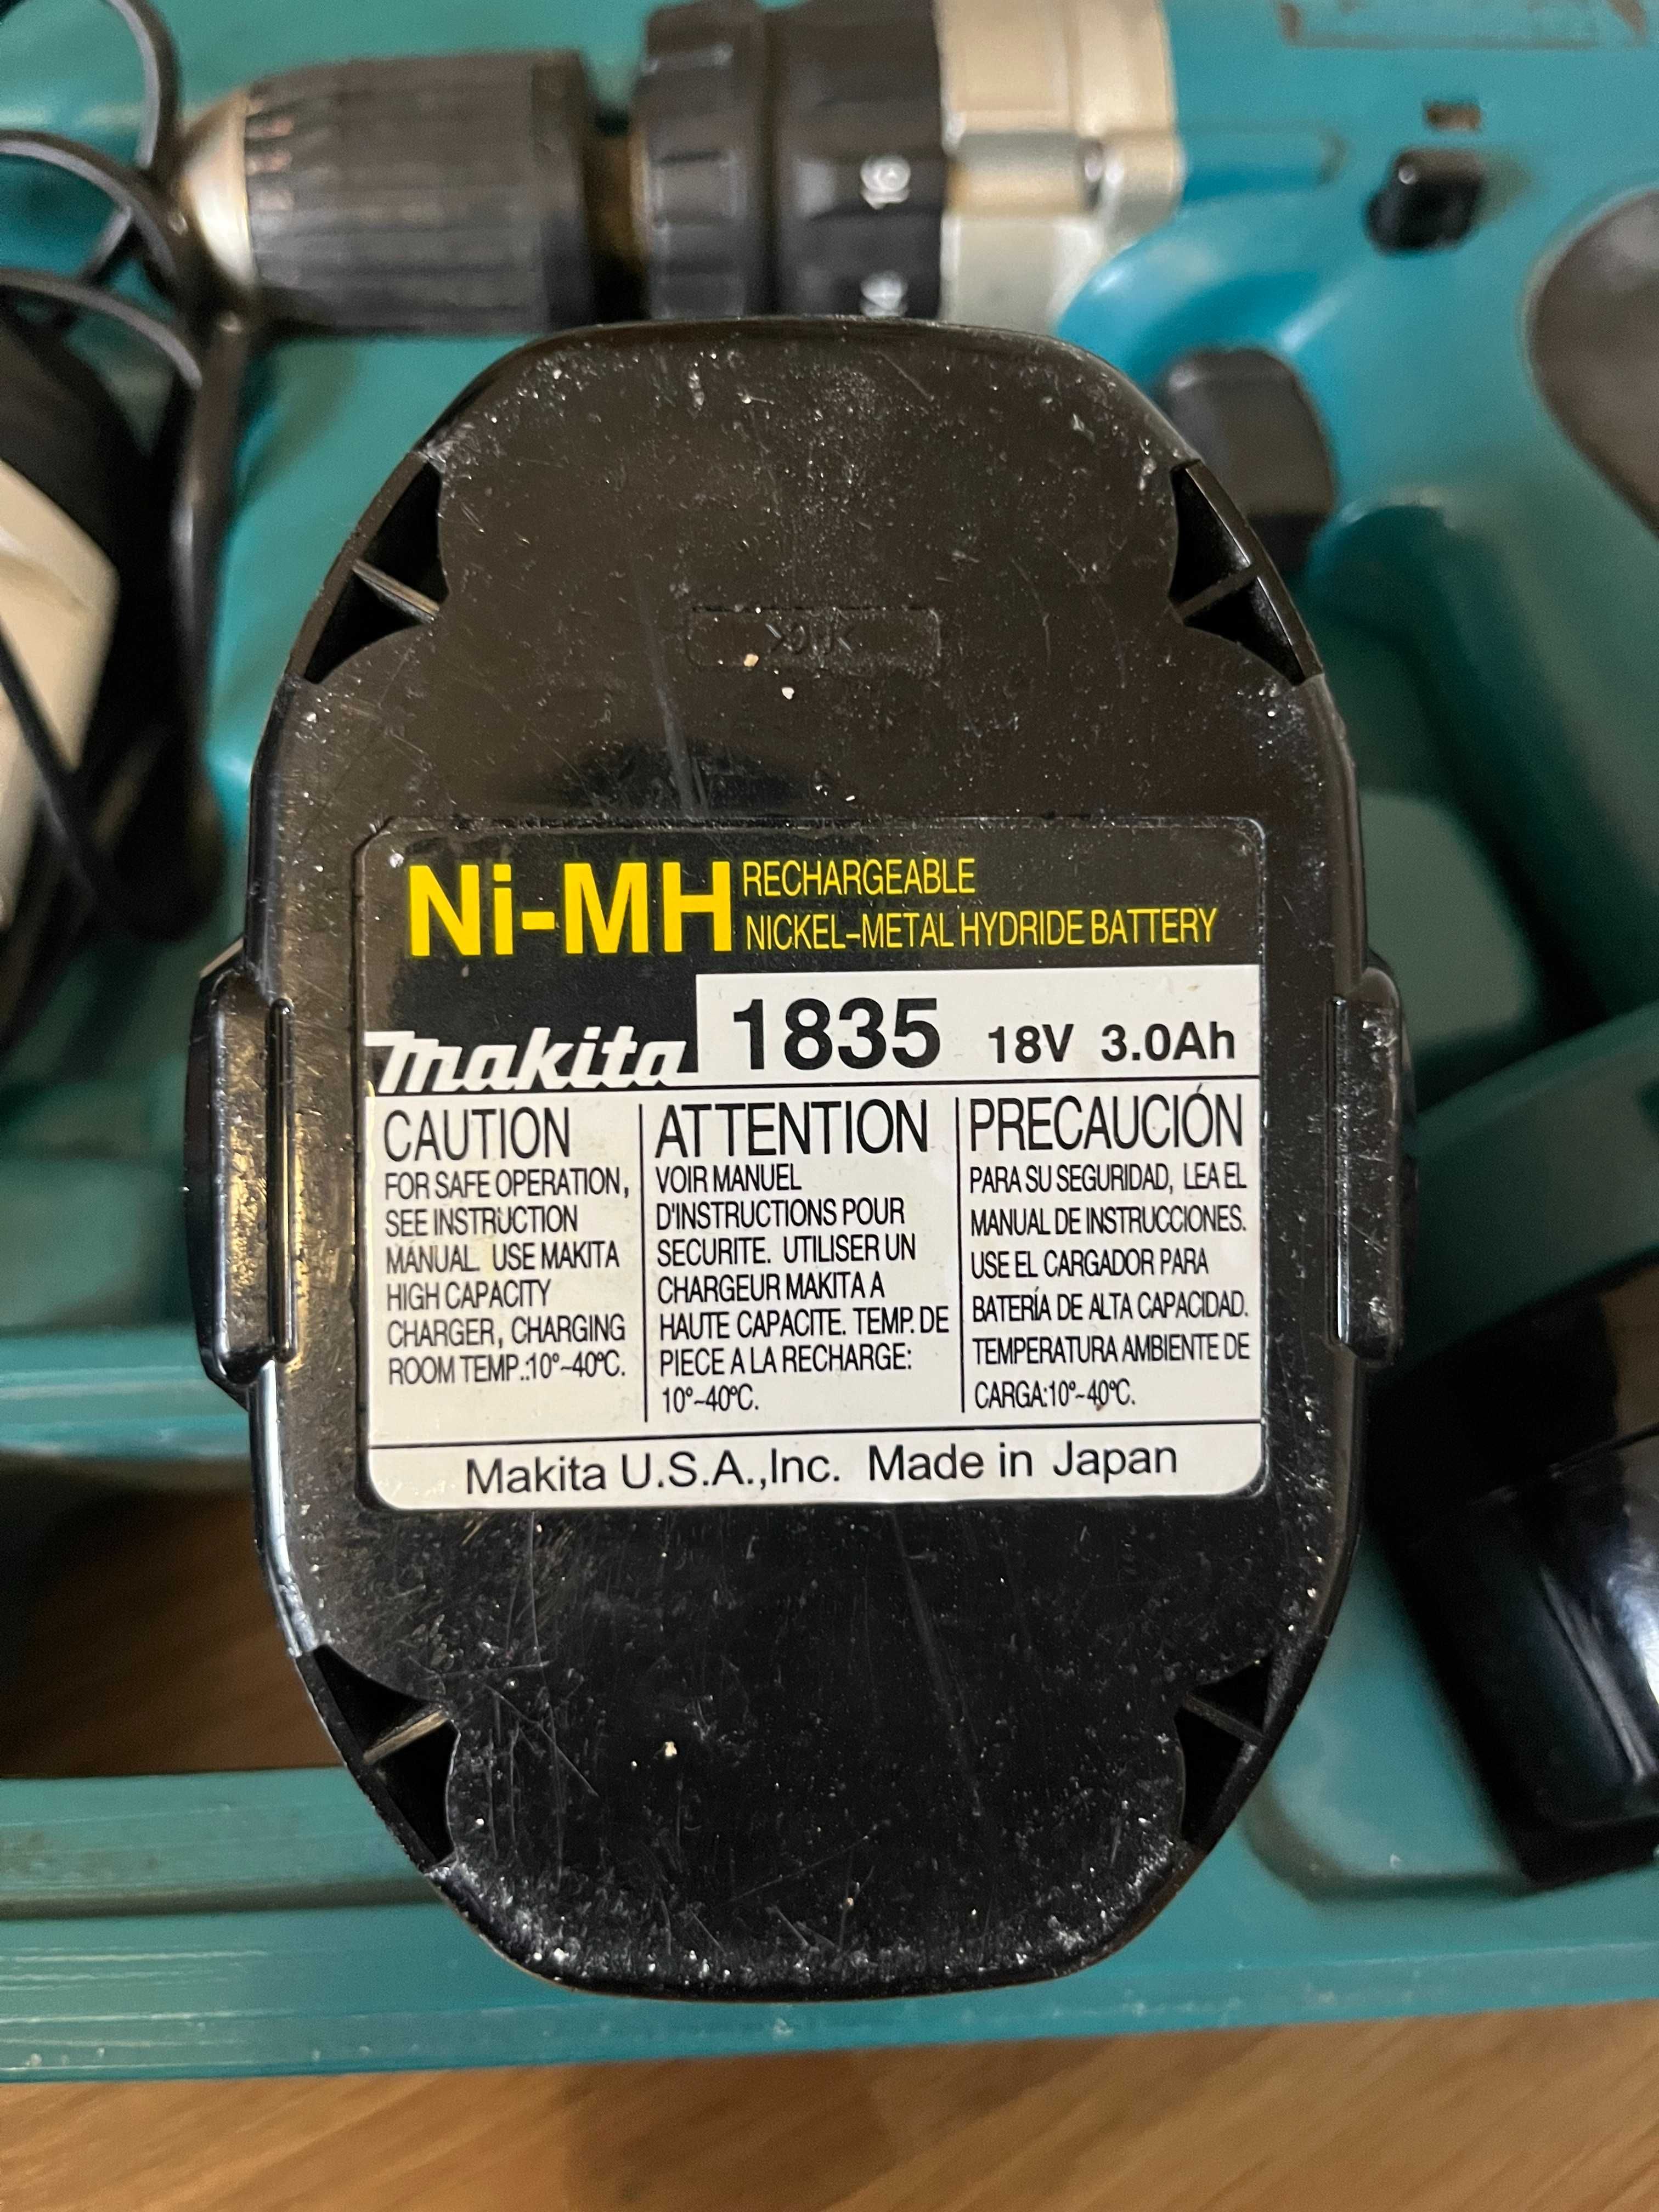 16
4
Ni-MH RECHARGEABLE
NICKEL-METAL HYDRIDE BATTERY
makita 1835 18V 3.0Ah
CAUTION
FOR SAFE OPERATION,
SEE INSTRUCTION
MANUAL. USE MAKITA
HIGH CAPACITY
CHARGER, CHARGING
ROOM TEMP.:10°~40°C.
ATTENTION
VOIR MANUEL
D'INSTRUCTIONS POUR
SECURITE. UTILISER UN
CHARGEUR MAKITA A
HAUTE CAPACITE. TEMP. DE
PIECE A LA RECHARGE:
10°~40°C.
PRECAUCIÓN
PARA SU SEGURIDAD, LEA EL
MANUAL DE INSTRUCCIONES.
USE EL CARGADOR PARA
BATERÍA DE ALTA CAPACIDAD.
TEMPERATURA AMBIENTE DE
CARGA:10°~40°C.
Makita U.S.A.,Inc. Made in Japan